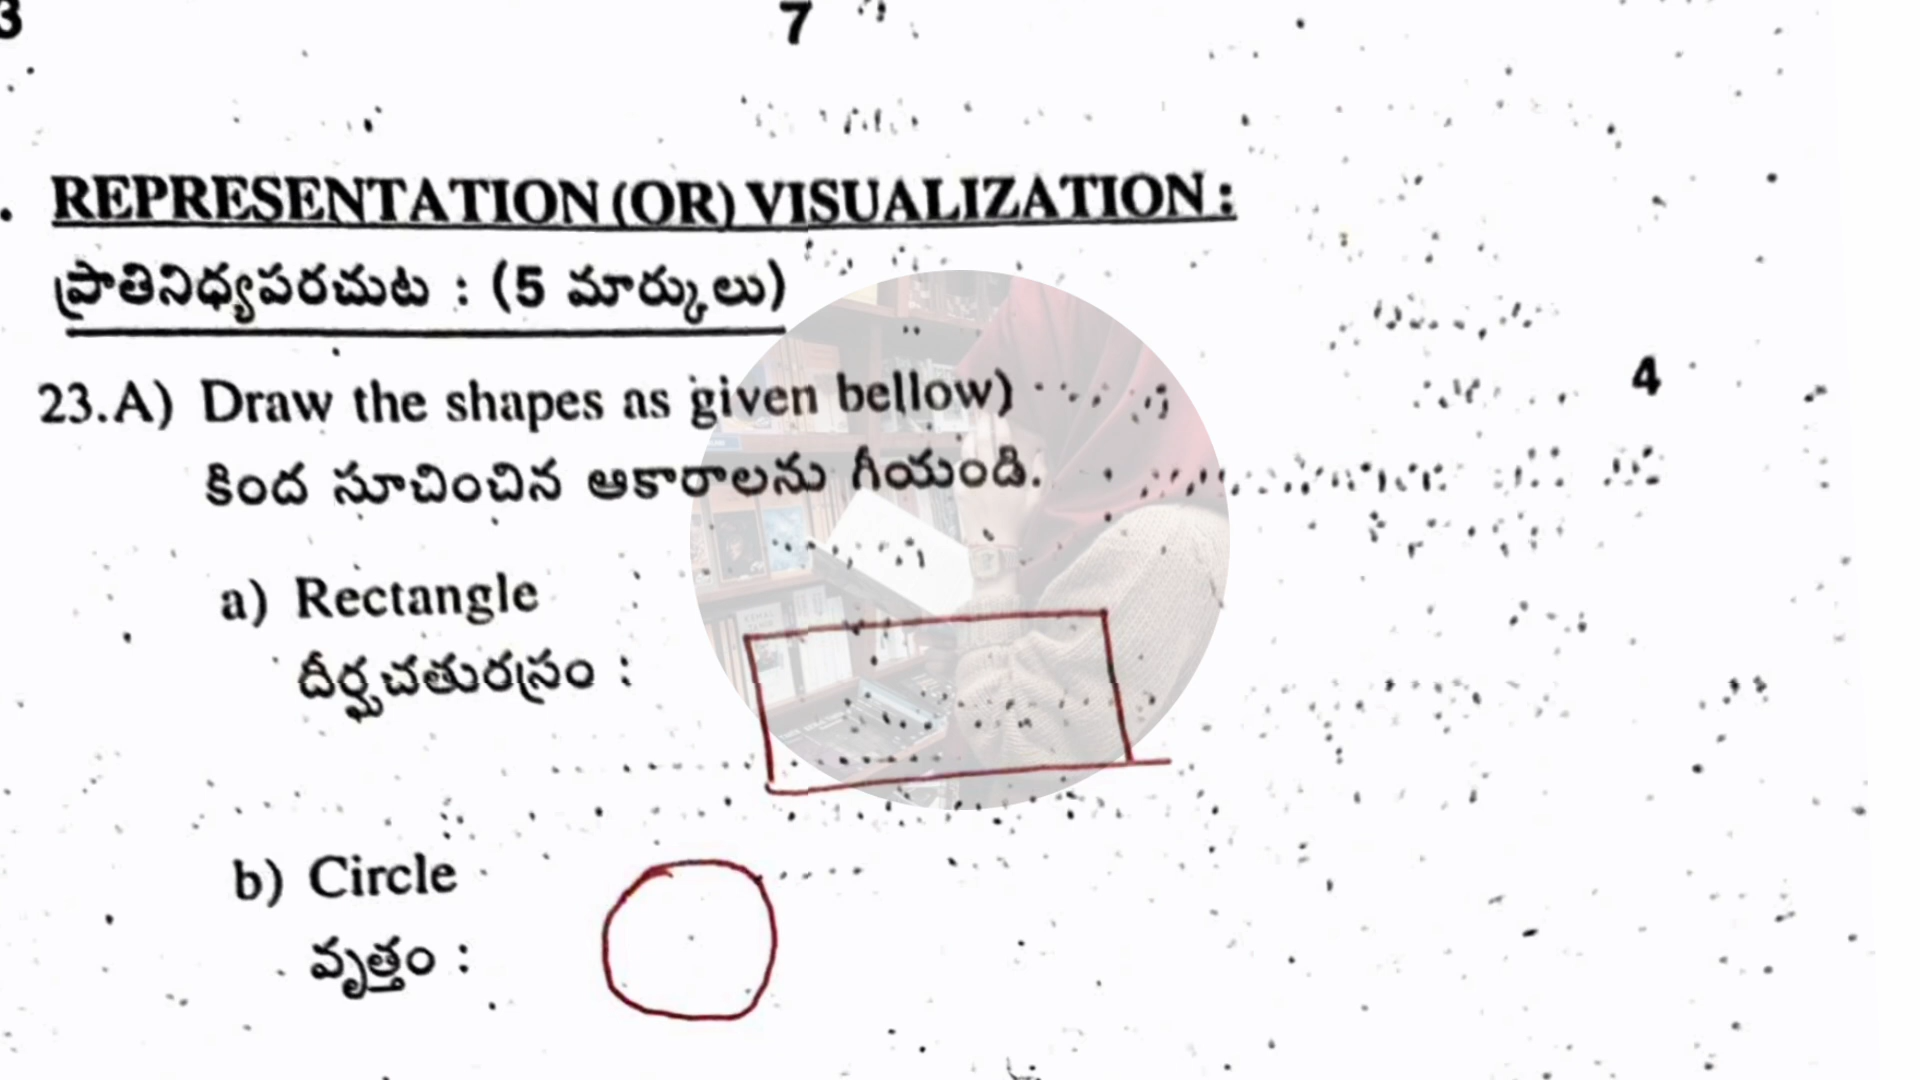 3
7
REPRESENTATION (OR) VISUALIZATION :
ప్రాతినిధ్యపరచుట : (5 మార్కులు)
23.A) Draw the shapes as given bellow)
4
కింద సూచించిన ఆకారాలను గీయండి.
a) Rectangle
దీర్ఘచతురస్రం :
b) Circle
వృత్తం :